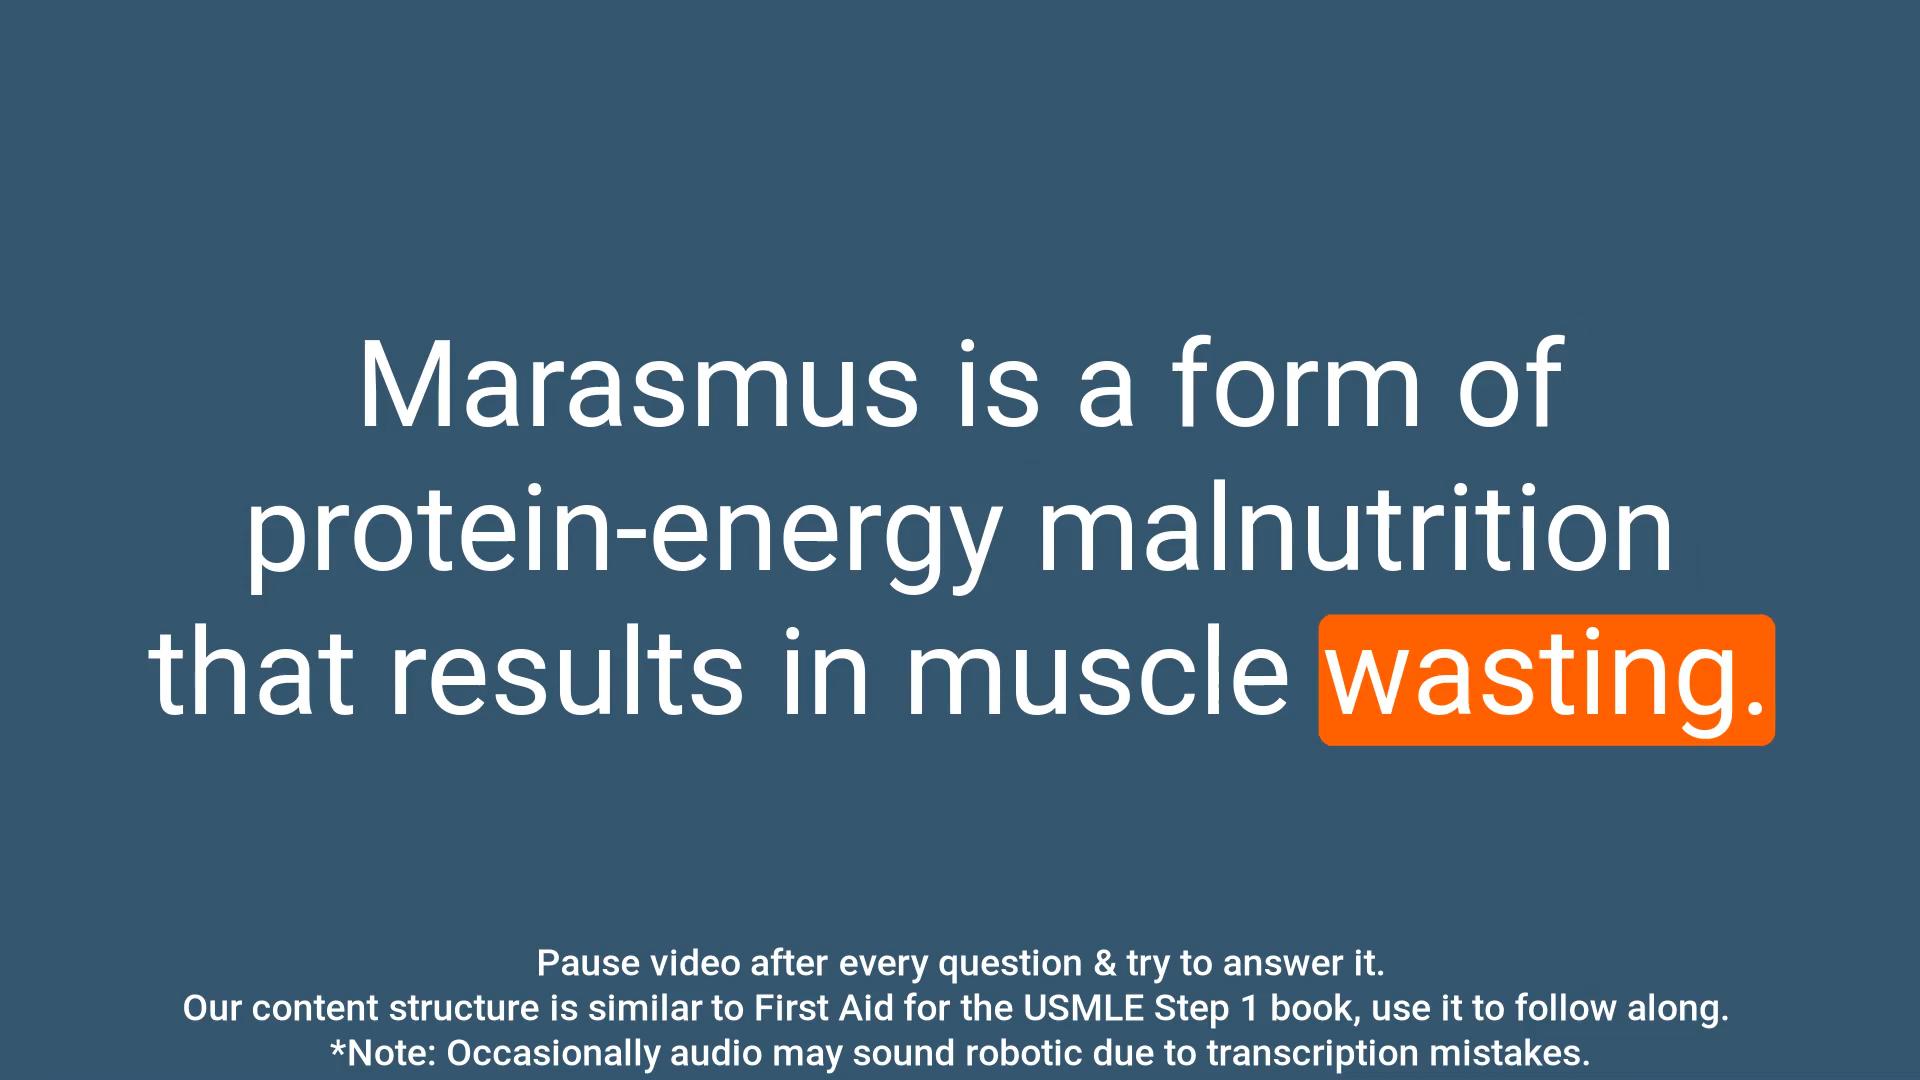 Marasmus is a form of
protein-energy malnutrition
that results in muscle wasting.
Pause video after every question & try to answer it.
Our content structure is similar to First Aid for the USMLE Step 1 book, use it to follow along.
*Note: Occasionally audio may sound robotic due to transcription mistakes.